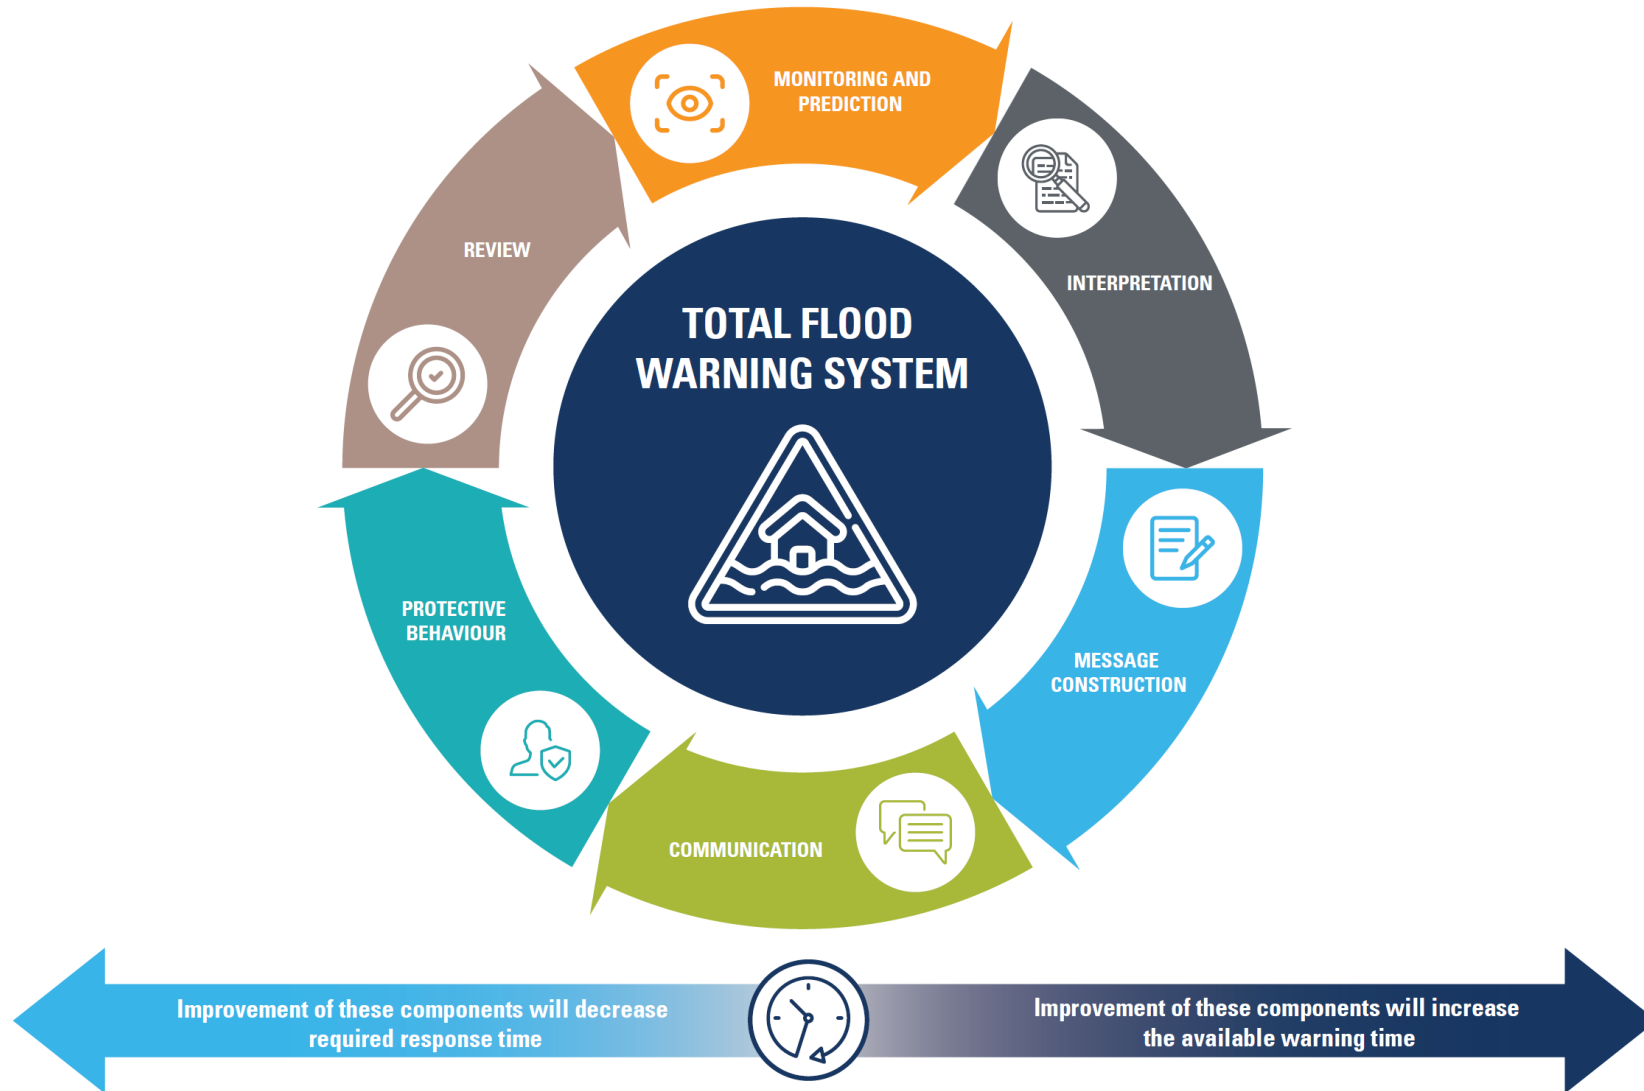 MONITORING AND
PREDICTION
INTERPRETATION
MESSAGE
CONSTRUCTION
COMMUNICATION
PROTECTIVE
BEHAVIOUR
REVIEW
TOTAL FLOOD
WARNING SYSTEM
Improvement of these components will decrease
required response time
Improvement of these components will increase
the available warning time